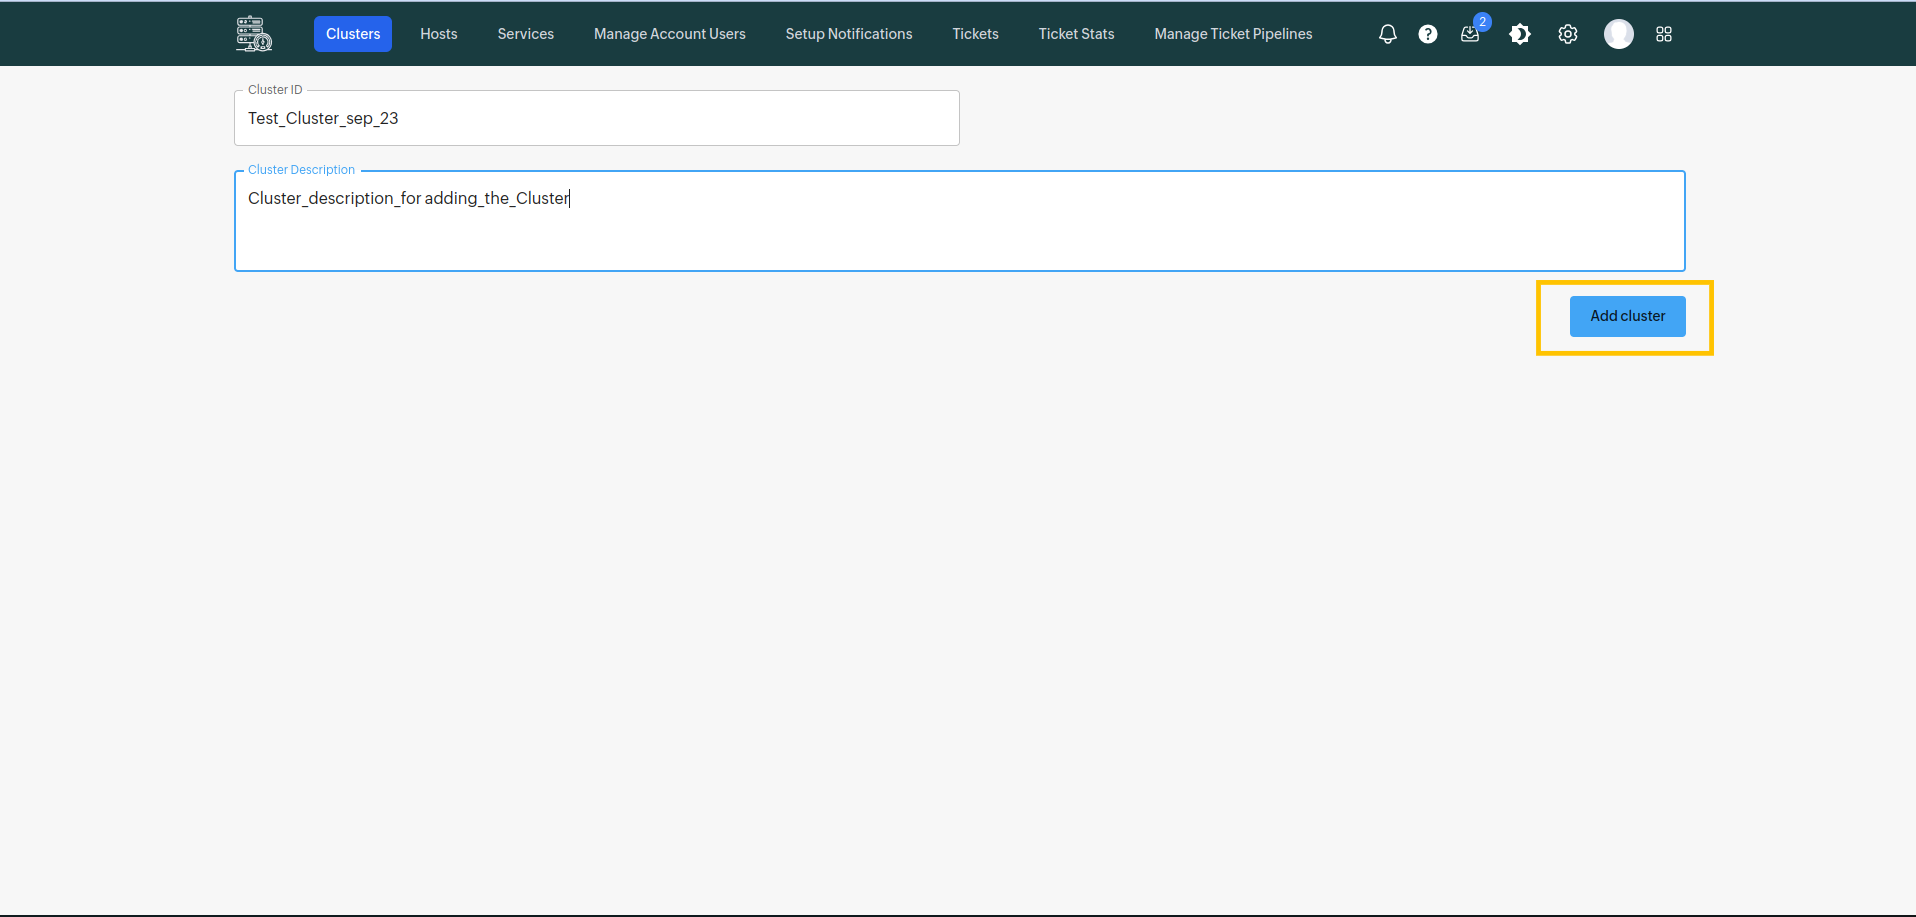 Clusters Hosts Services Manage Account Users Setup Notifications Tickets Ticket Stats Manage Ticket Pipelines ? 2
Cluster ID
Test_Cluster_sep_23
Cluster Description
Cluster_description_for adding_the_Cluster
Add cluster